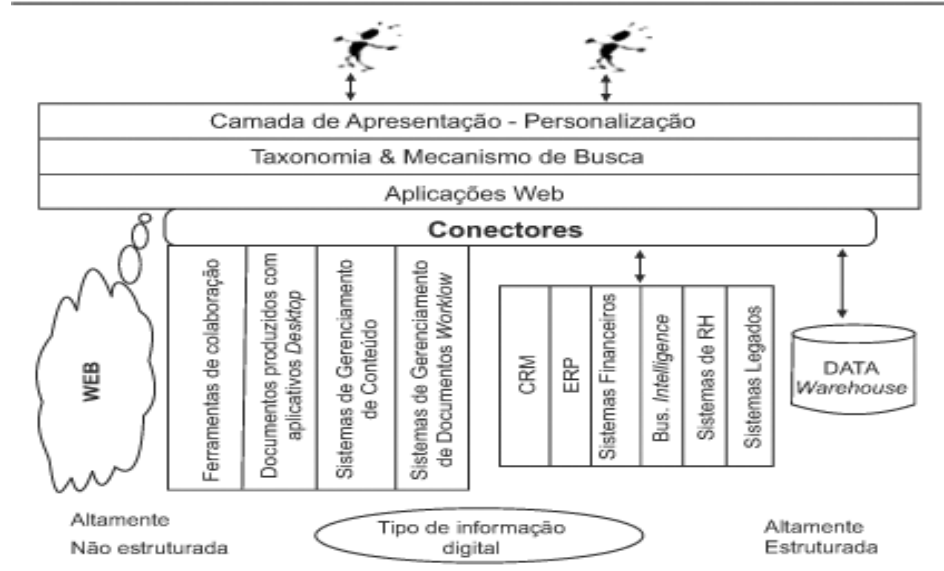 Camada de Apresentação - Personalização
Taxonomia & Mecanismo de Busca
Aplicações Web
Conectores
WEB
Ferramentas de colaboração
Documentos produzidos com
aplicativos Desktop
Sistemas de Gerenciamento
de Conteúdo
Sistemas de Gerenciamento
de Documentos Worklow
CRM
ERP
Sistemas Financeiros
Bus. Intelligence
Sistemas de RH
Sistemas Legados
DATA
Warehouse
Altamente
Não estruturada
Tipo de informação
digital
Altamente
Estruturada